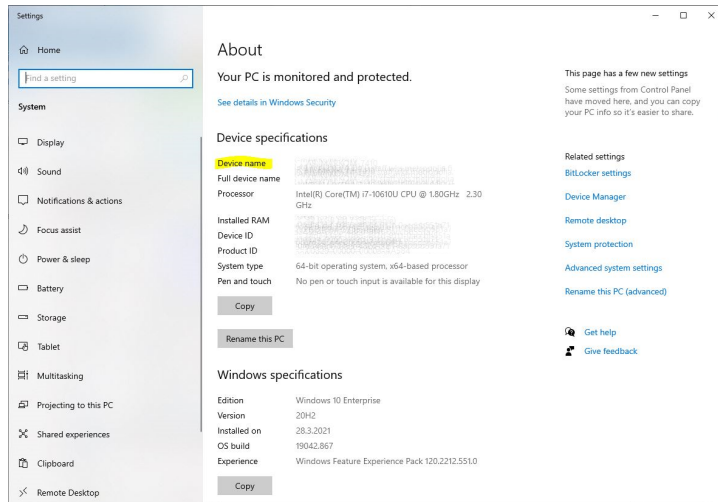 Settings
Home
Find a setting
System
Display
Sound
Notifications & actions
Focus assist
Power & sleep
Battery
Storage
Tablet
Multitasking
Projecting to this PC
Shared experiences
Clipboard
Remote Desktop
About
Your PC is monitored and protected.
See details in Windows Security
Device specifications
Device name
Full device name
Processor Intel(R) Core(TM) i7-10610U CPU @ 1.80GHz 2.30
GHz
Installed RAM
Device ID
Product ID
System type 64-bit operating system, x64-based processor
Pen and touch No pen or touch input is available for this display
Copy
Rename this PC
Windows specifications
Edition Windows 10 Enterprise
Version 20H2
Installed on 28.3.2021
OS build 19042.867
Experience Windows Feature Experience Pack 120.2212.551.0
Copy
This page has a few new settings
Some settings from Control Panel
have moved here, and you can copy
your PC info so it's easier to share.
Related settings
BitLocker settings
Device Manager
Remote desktop
System protection
Advanced system settings
Rename this PC (advanced)
Get help
Give feedback